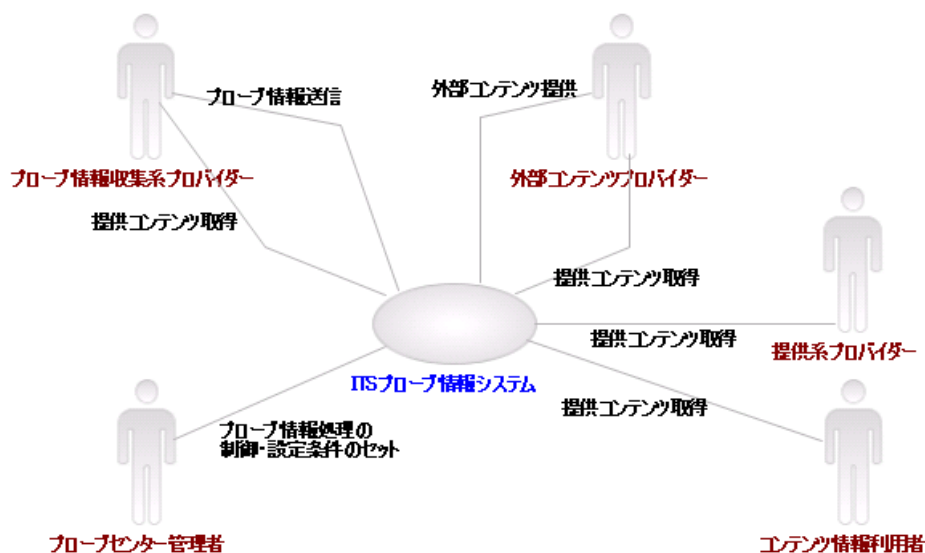 プローブ情報送信
外部コンテンツ提供
プローブ情報収集系プロバイダー
外部コンテンツプロバイダー
提供コンテンツ取得
提供コンテンツ取得
提供コンテンツ取得
提供系プロバイダー
ITSプローブ情報システム
提供コンテンツ取得
プローブ情報処理の
制御・設定条件のセット
プローブセンター管理者
コンテンツ情報利用者